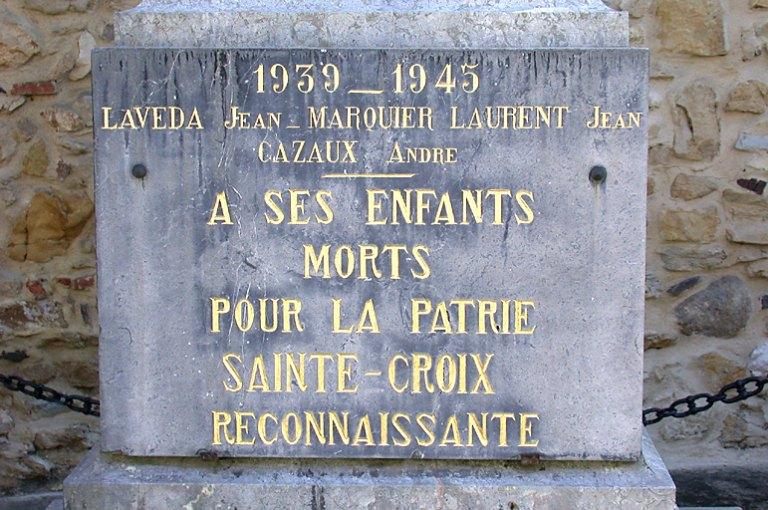 1939_1945
LAVEDA JEAN_MARQUIER LAURENT JEAN
CAZAUX ANDRE
A SES ENFANTS
MORTS
POUR LA PATRIE
SAINTE-CROIX
RECONNAISSANTE